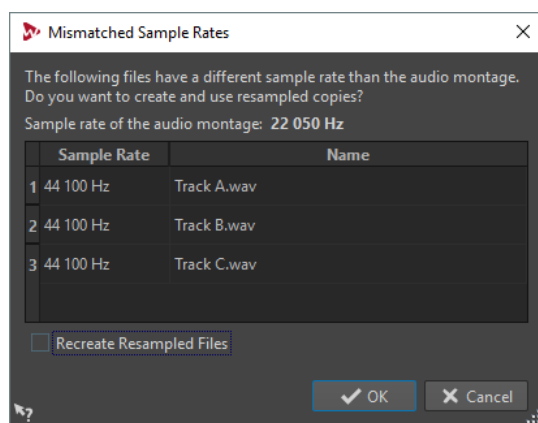 Mismatched Sample Rates
The following files have a different sample rate than the audio montage.
Do you want to create and use resampled copies?
Sample rate of the audio montage: 22 050 Hz
Sample Rate Name
1 44 100 Hz Track A.wav
2 44 100 Hz Track B.wav
3 44 100 Hz Track C.wav
Recreate Resampled Files
OK Cancel
?